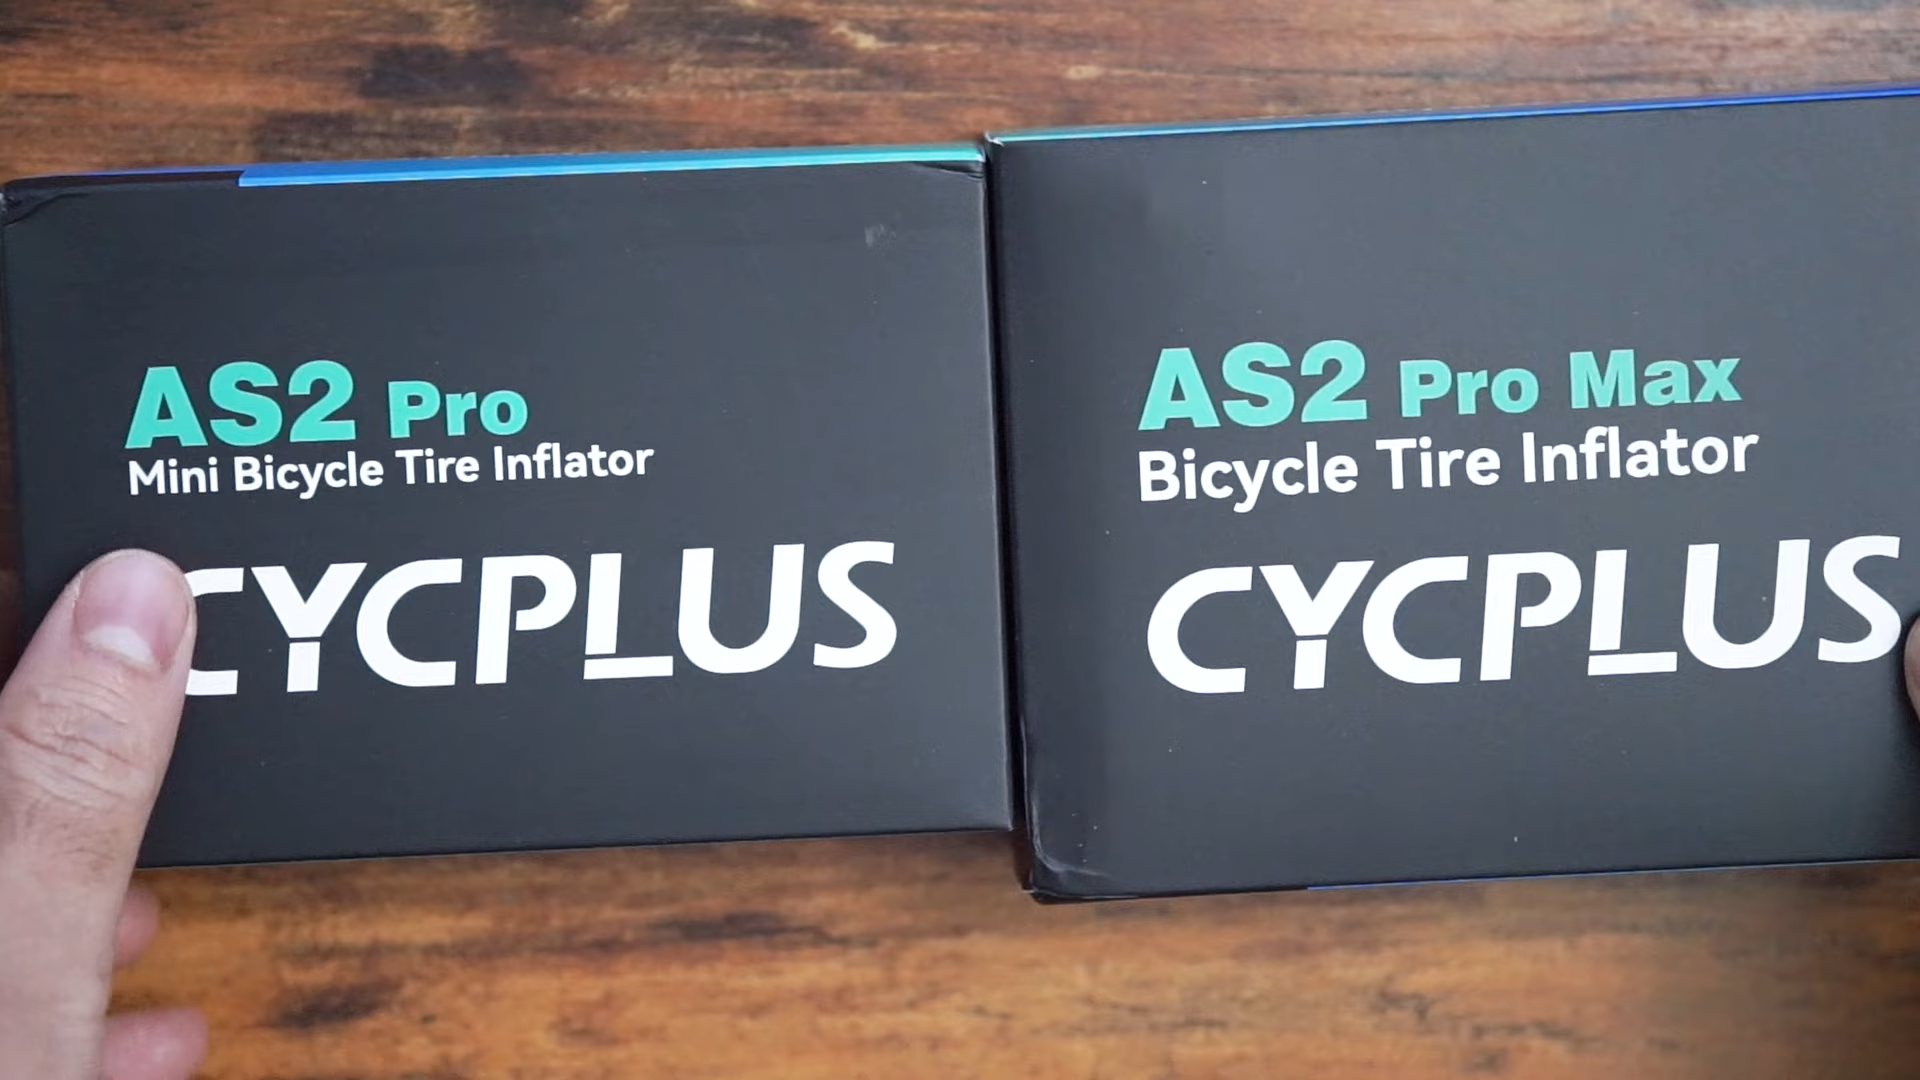 AS2 Pro
Mini Bicycle Tire Inflator
CYCPLUS
AS2 Pro Max
Bicycle Tire Inflator
CYCPLUS